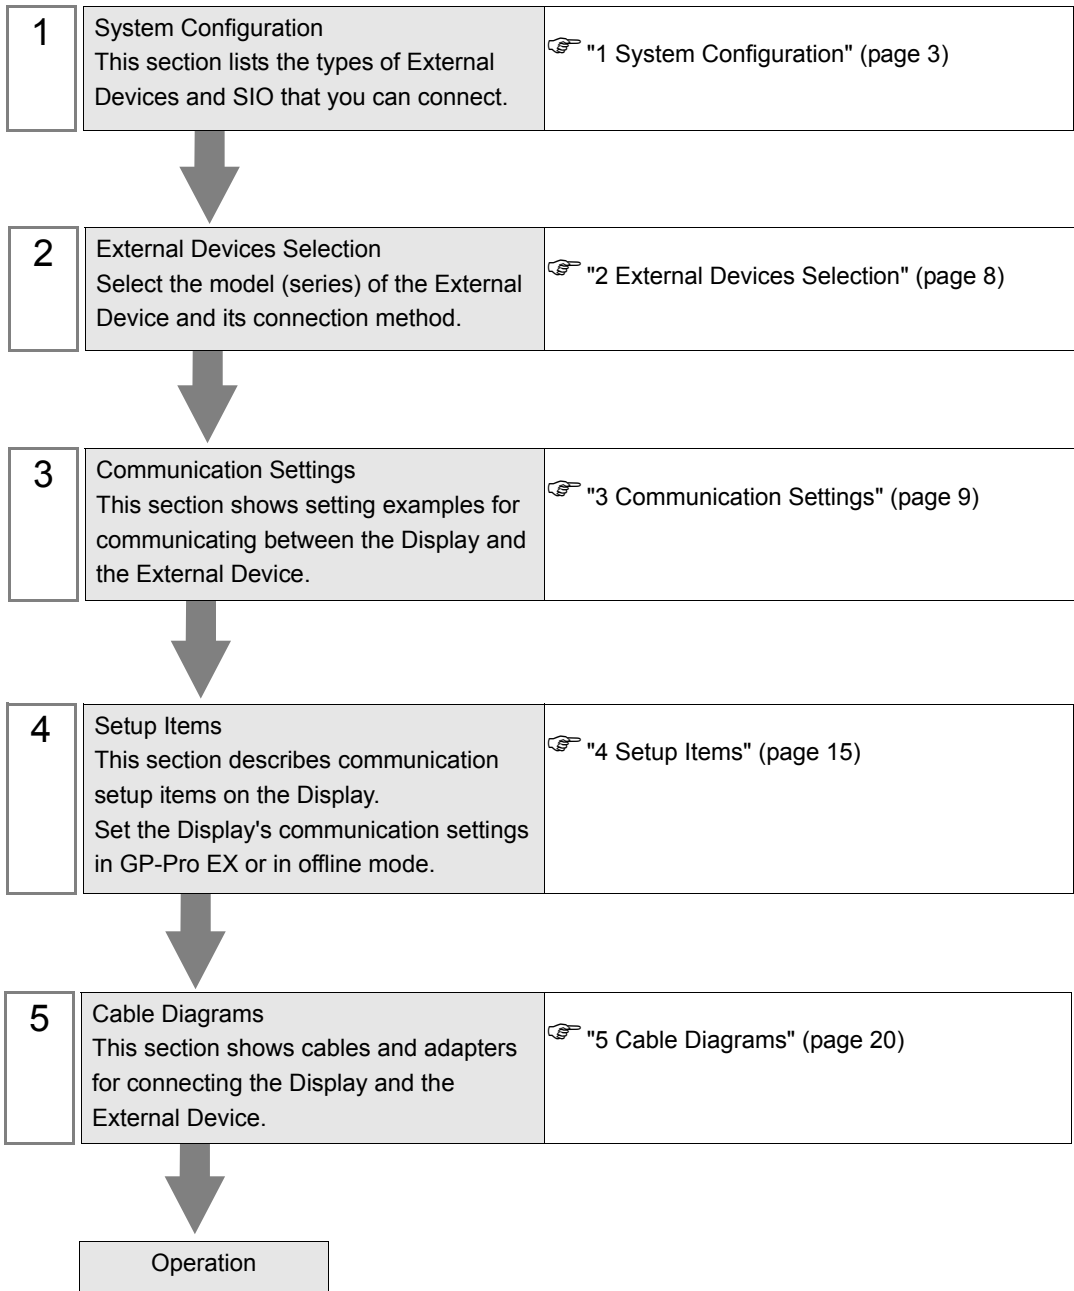 1
System Configuration
This section lists the types of External
Devices and SIO that you can connect.
"1 System Configuration" (page 3)
2
External Devices Selection
Select the model (series) of the External
Device and its connection method.
"2 External Devices Selection" (page 8)
3
Communication Settings
This section shows setting examples for
communicating between the Display and
the External Device.
"3 Communication Settings" (page 9)
4
Setup Items
This section describes communication
setup items on the Display.
Set the Display's communication settings
in GP-Pro EX or in offline mode.
"4 Setup Items" (page 15)
5
Cable Diagrams
This section shows cables and adapters
for connecting the Display and the
External Device.
"5 Cable Diagrams" (page 20)
Operation